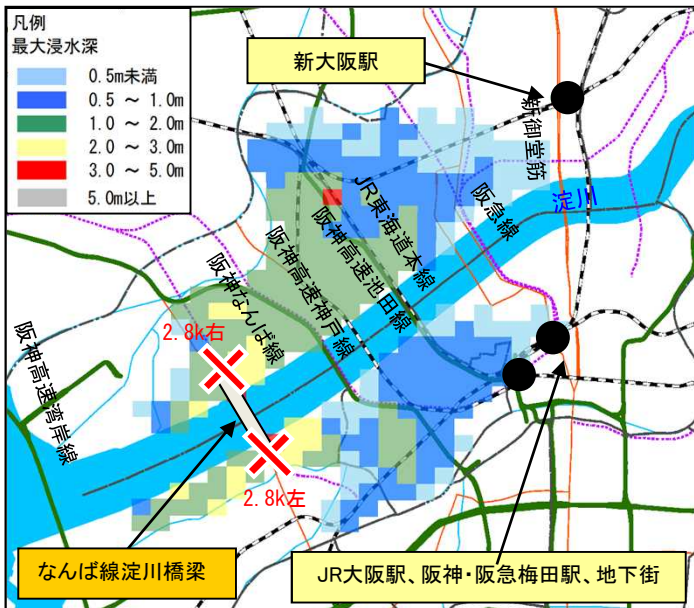 凡例
最大浸水深
0.5m未満
0.5 ～ 1.0m
1.0 ～ 2.0m
2.0 ～ 3.0m
3.0 ～ 5.0m
5.0m以上
新大阪駅
新御堂筋
淀川
阪急線
JR東海道本線
阪神高速池田線
阪神高速神戸線
阪神なんば線
阪神高速湾岸線
2.8k右
2.8k左
なんば線淀川橋梁
JR大阪駅、阪神・阪急梅田駅、地下街